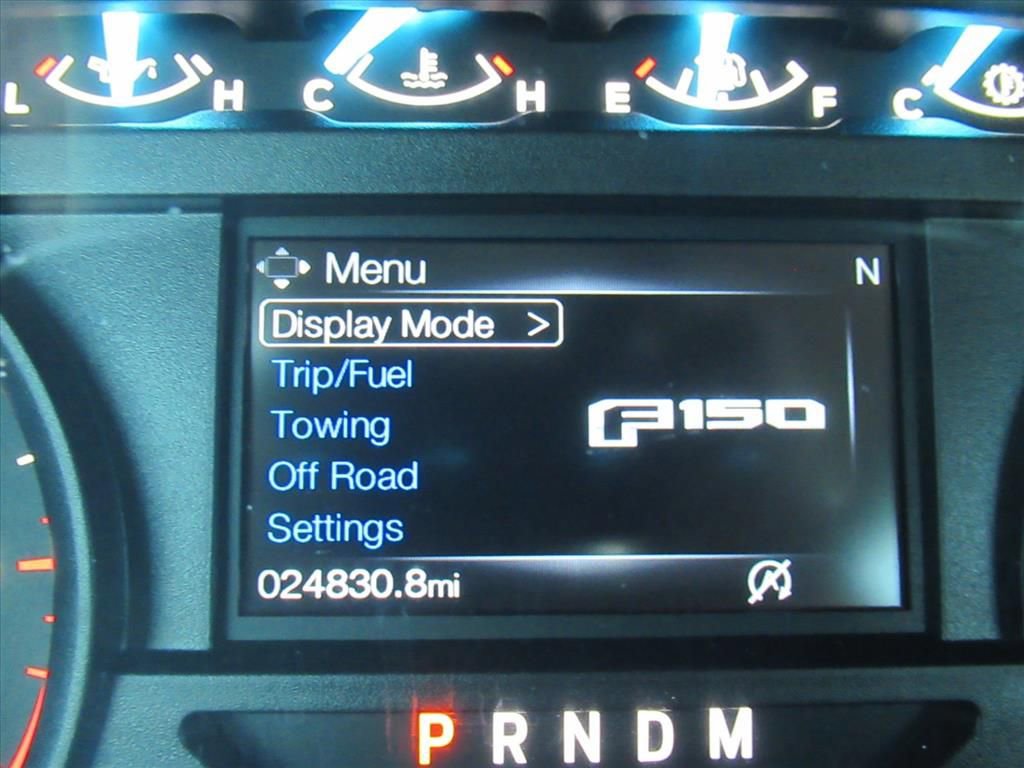 L H C H E F C
Menu N
Display Mode >
Trip/Fuel
Towing
F150
Off Road
Settings
024830.8mi
P R N D M